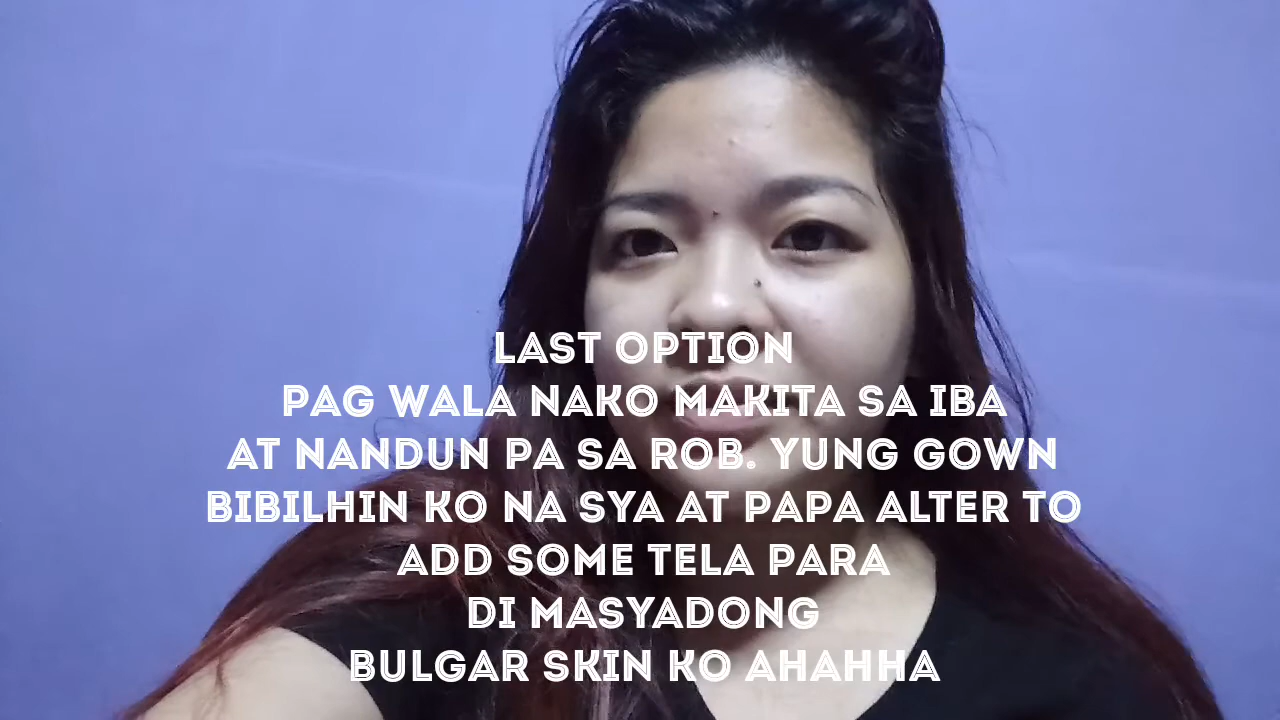 LAST OPTION
PAG WALA NAKO MAKITA SA IBA
AT NANDUN PA SA ROB. YUNG GOWN
BIBILHIN KO NA SYA AT PAPA ALTER TO
ADD SOME TELA PARA
DI MASYADONG
BULGAR SKIN KO AHAHHA